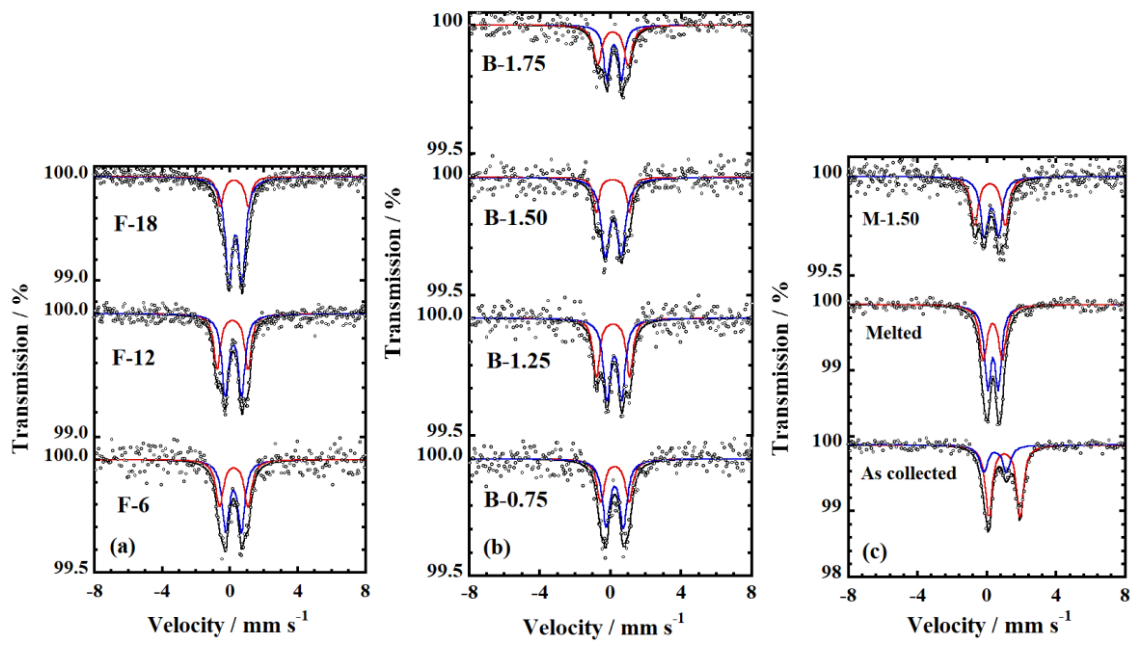 100.0
F-18
99.0
100.0
F-12
99.0
100.0
F-6
(a)
99.5
-8 -4 0 4 8
Velocity / mm s-1
Transmission / %
100
B-1.75
99.5
100
B-1.50
99.5
100.0
B-1.25
99.5
100.0
B-0.75
(b)
99.5
-8 -4 0 4 8
Velocity / mm s-1
Transmission / %
100
M-1.50
99.5
100
Melted
99
100
As collected
99
(c)
98
-8 -4 0 4 8
Velocity / mm s-1
Transmission / %